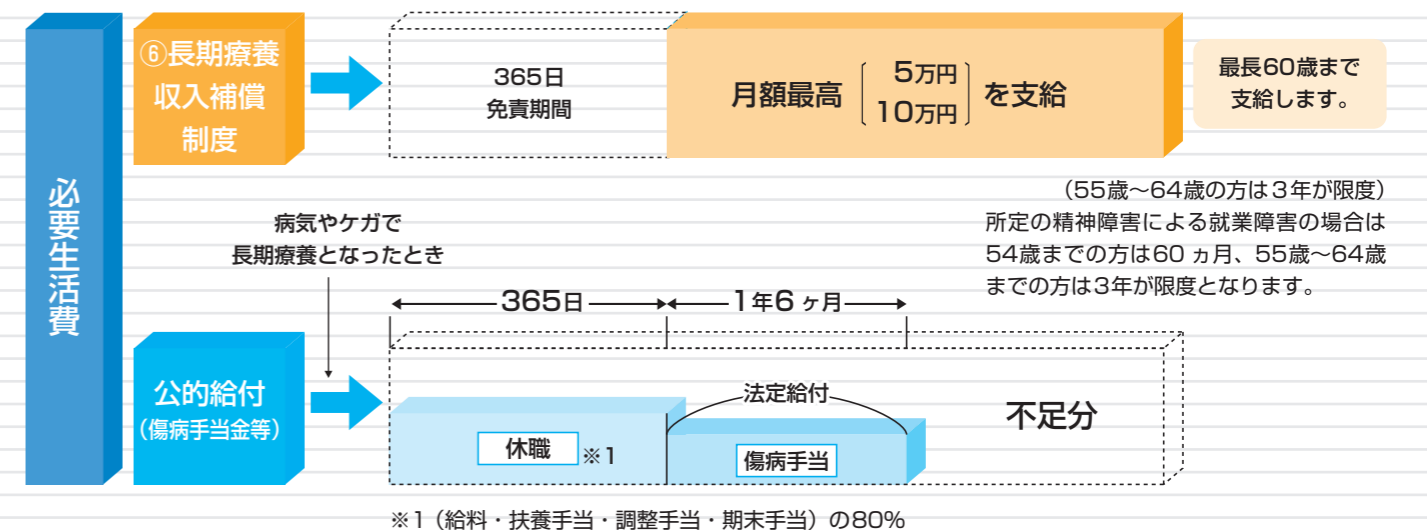 必要生活費
⑥長期療養
収入補償
制度
365日
免責期間
月額最高 5万円 10万円 を支給
最長60歳まで
支給します。
(55歳〜64歳の方は3年が限度)
所定の精神障害による就業障害の場合は
54歳までの方は60ヵ月、55歳〜64歳
までの方は3年が限度となります。
病気やケガで
長期療養となったとき
365日
1年6ヶ月
公的給付
(傷病手当金等)
休職 ※1
法定給付
傷病手当
不足分
※1(給料・扶養手当・調整手当・期末手当)の80%